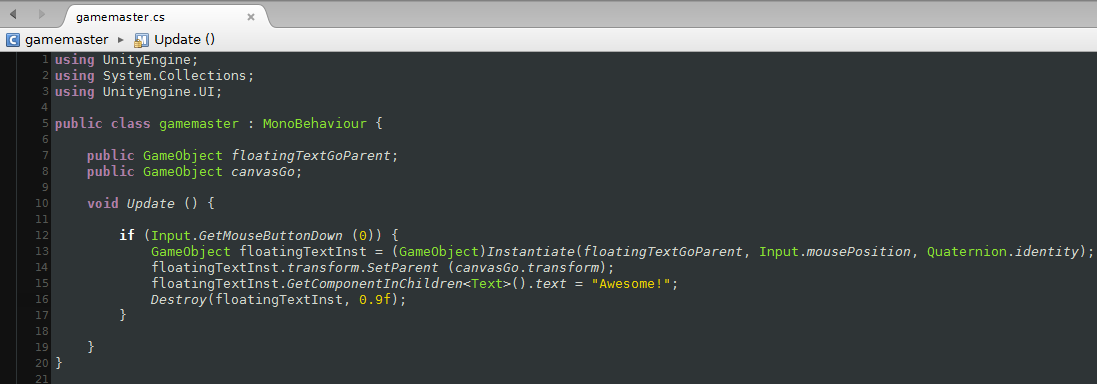 gamemaster.cs
gamemaster ▸ Update ()
1 using UnityEngine;
2 using System.Collections;
3 using UnityEngine.UI;
4
5 public class gamemaster : MonoBehaviour {
6
7     public GameObject floatingTextGoParent;
8     public GameObject canvasGo;
9
10     void Update () {
11
12         if (Input.GetMouseButtonDown (0)) {
13             GameObject floatingTextInst = (GameObject)Instantiate(floatingTextGoParent, Input.mousePosition, Quaternion.identity);
14             floatingTextInst.transform.SetParent (canvasGo.transform);
15             floatingTextInst.GetComponentInChildren<Text>().text = "Awesome!";
16             Destroy(floatingTextInst, 0.9f);
17         }
18
19     }
20 }
21